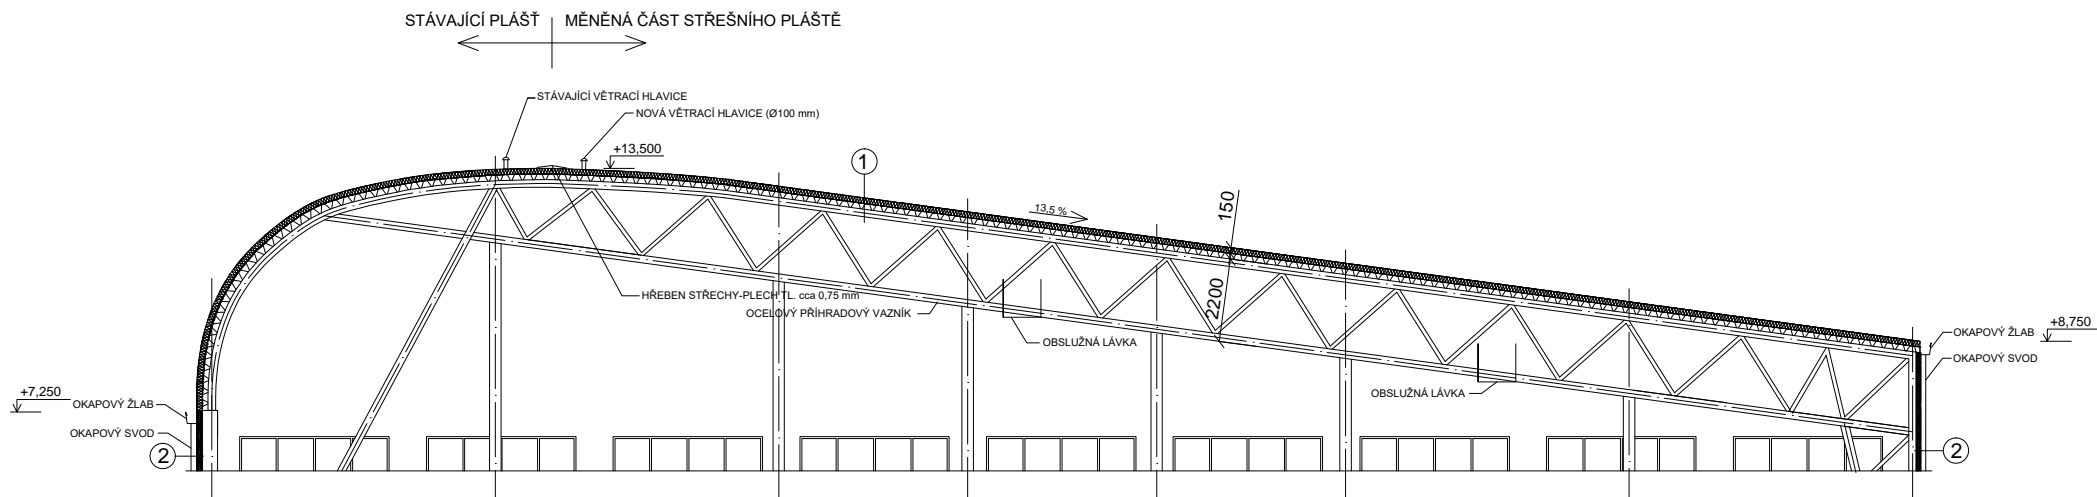 STÁVAJÍCÍ PLÁŠŤ
MĚNĚNÁ ČÁST STŘEŠNÍHO PLÁŠTĚ
STÁVAJÍCÍ VĚTRACÍ HLAVICE
NOVÁ VĚTRACÍ HLAVICE (Ø100 mm)
+13,500
1
13,5 %
150
2200
HŘEBEN STŘECHY-PLECH TL. cca 0,75 mm
OCELOVÝ PŘÍHRADOVÝ VAZNÍK
OBSLUŽNÁ LÁVKA
OBSLUŽNÁ LÁVKA
+8,750
OKAPOVÝ ŽLAB
OKAPOVÝ SVOD
+7,250
OKAPOVÝ ŽLAB
OKAPOVÝ SVOD
2
2